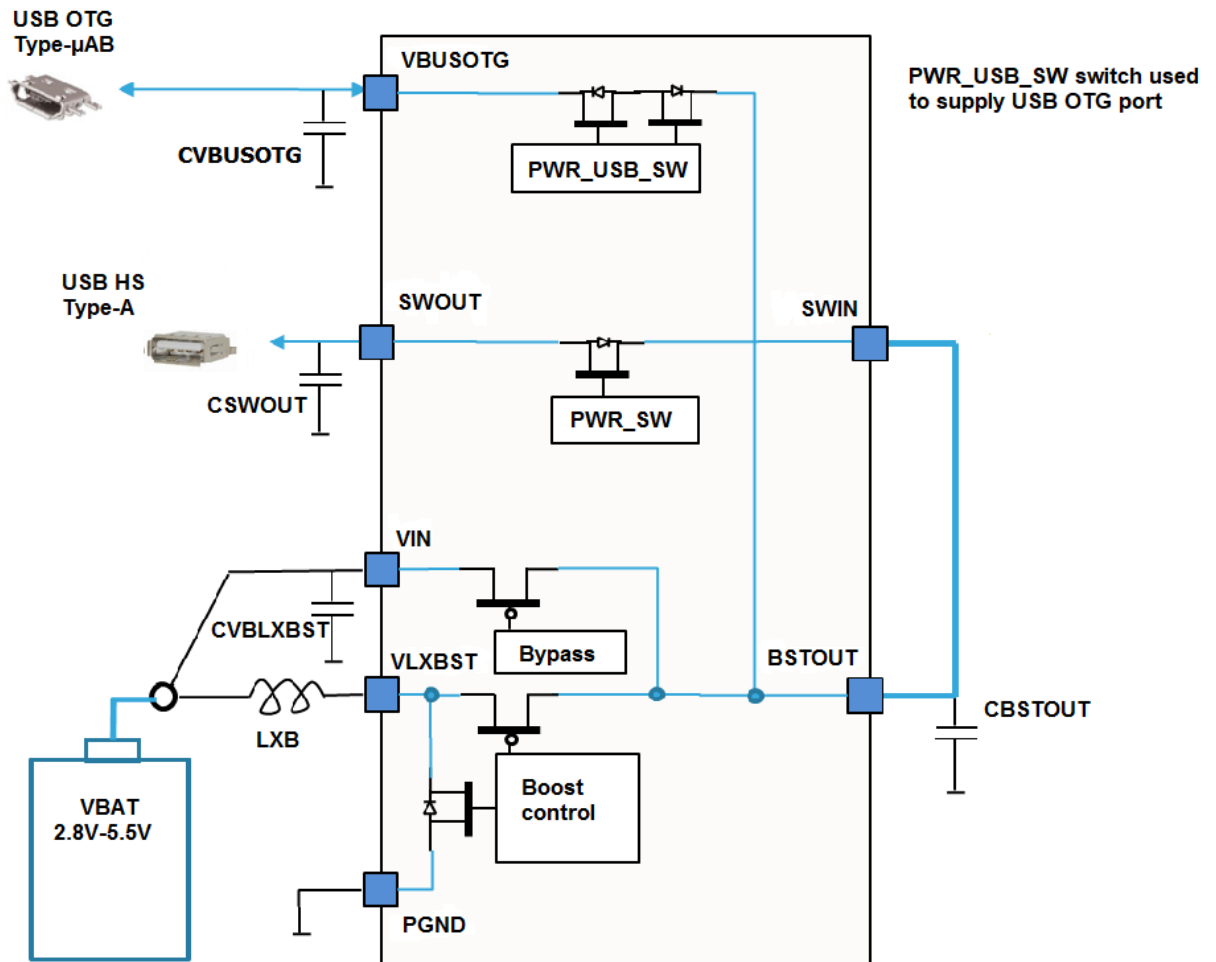 USB OTG
Type-µAB
VBUSOTG
PWR_USB_SW switch used
to supply USB OTG port
CVBUSOTG
PWR_USB_SW
USB HS
Type-A
SWOUT
SWIN
CSWOUT
PWR_SW
VIN
CVBLXBST
Bypass
VLXBST
BSTOUT
LXB
CBSTOUT
VBAT
2.8V-5.5V
Boost
control
PGND